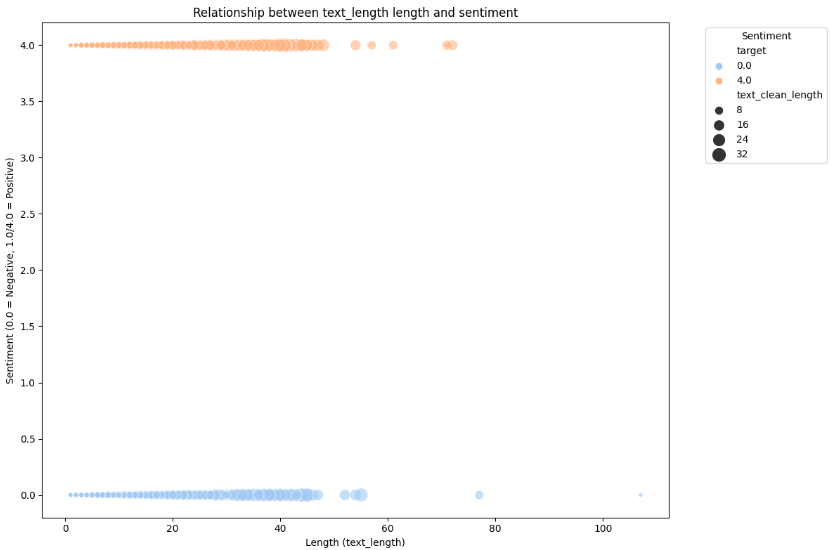 Relationship between text_length length and sentiment
Sentiment (0.0 = Negative, 1.0/4.0 = Positive)
4.0
3.5
3.0
2.5
2.0
1.5
1.0
0.5
0.0
0 20 40 60 80 100
Length (text_length)
Sentiment
target
0.0
4.0
text_clean_length
8
16
24
32